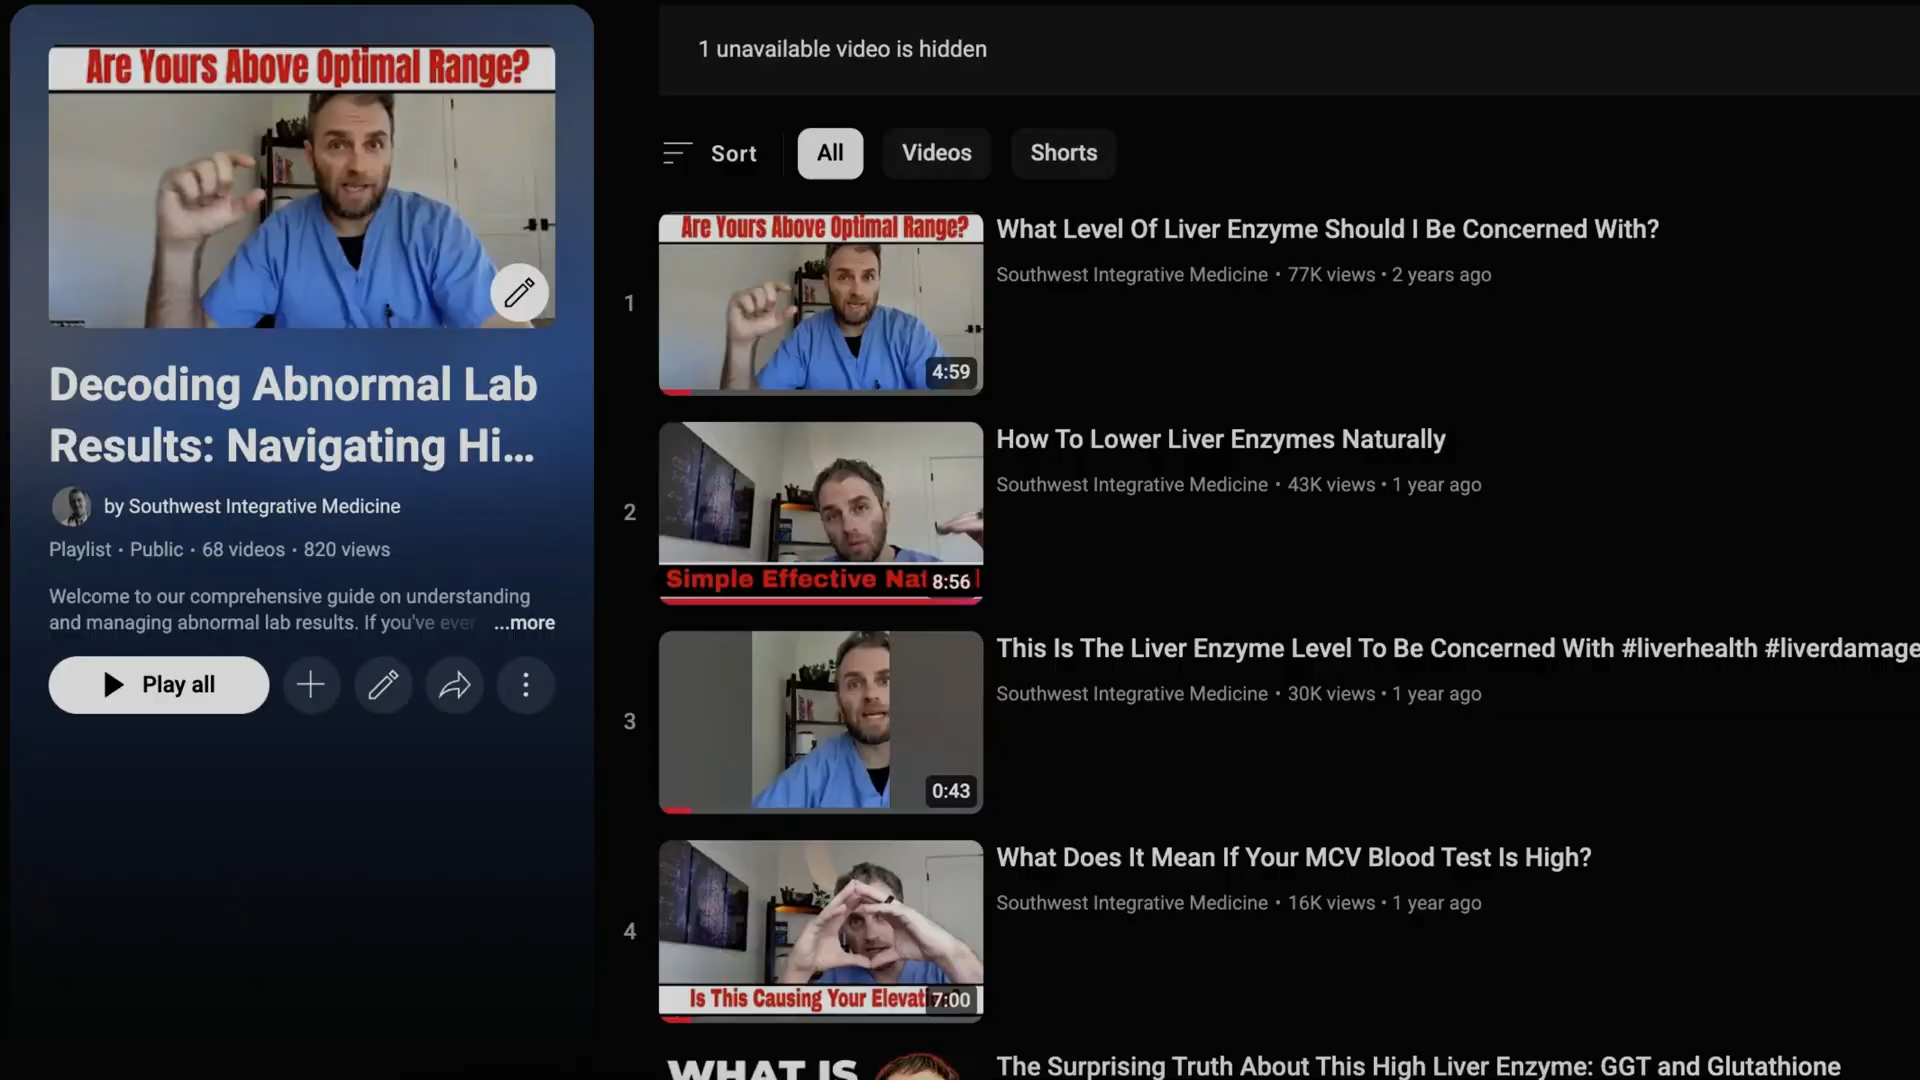 Are Yours Above Optimal Range?
Decoding Abnormal Lab
Results: Navigating Hi...
by Southwest Integrative Medicine
Playlist • Public • 68 videos • 820 views
Welcome to our comprehensive guide on understanding
and managing abnormal lab results. If you've ever ...more
Play all
1 unavailable video is hidden
Sort
All
Videos
Shorts
1
Are Yours Above Optimal Range?
4:59
What Level Of Liver Enzyme Should I Be Concerned With?
Southwest Integrative Medicine • 77K views • 2 years ago
2
Simple Effective Nat
8:56
How To Lower Liver Enzymes Naturally
Southwest Integrative Medicine • 43K views • 1 year ago
3
0:43
This Is The Liver Enzyme Level To Be Concerned With #liverhealth #liverdamage
Southwest Integrative Medicine • 30K views • 1 year ago
4
Is This Causing Your Elevati
7:00
What Does It Mean If Your MCV Blood Test Is High?
Southwest Integrative Medicine • 16K views • 1 year ago
WHAT IS
The Surprising Truth About This High Liver Enzyme: GGT and Glutathione